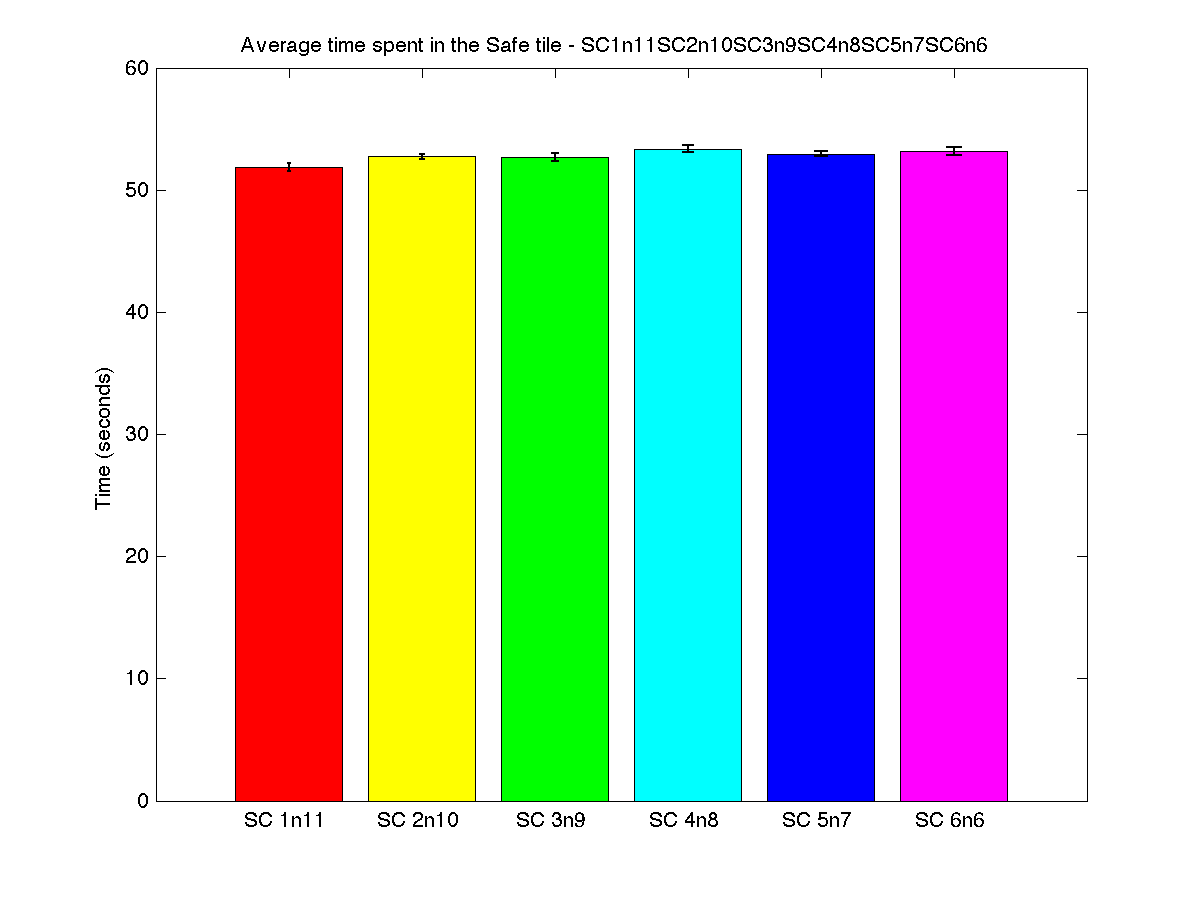 Average time spent in the Safe tile - SC1n11SC2n10SC3n9SC4n8SC5n7SC6n6
60
50
40
30
20
10
0
Time (seconds)
SC 1n11 SC 2n10 SC 3n9 SC 4n8 SC 5n7 SC 6n6